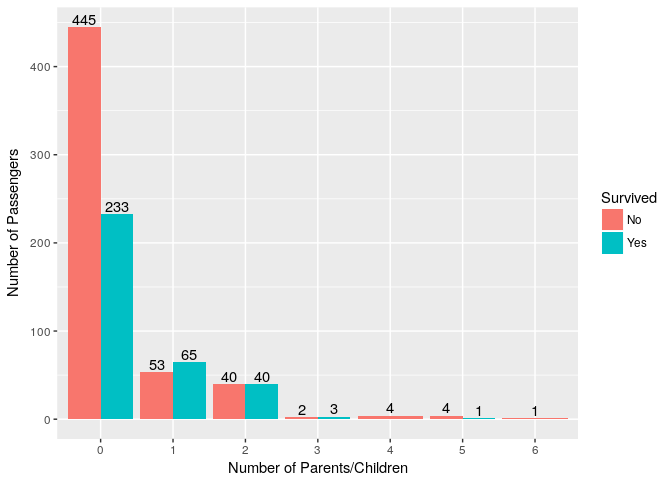 445
233
53
65
40
40
2
3
4
4
1
1
400
300
200
100
0
0 1 2 3 4 5 6
Number of Parents/Children
Number of Passengers
Survived
No
Yes